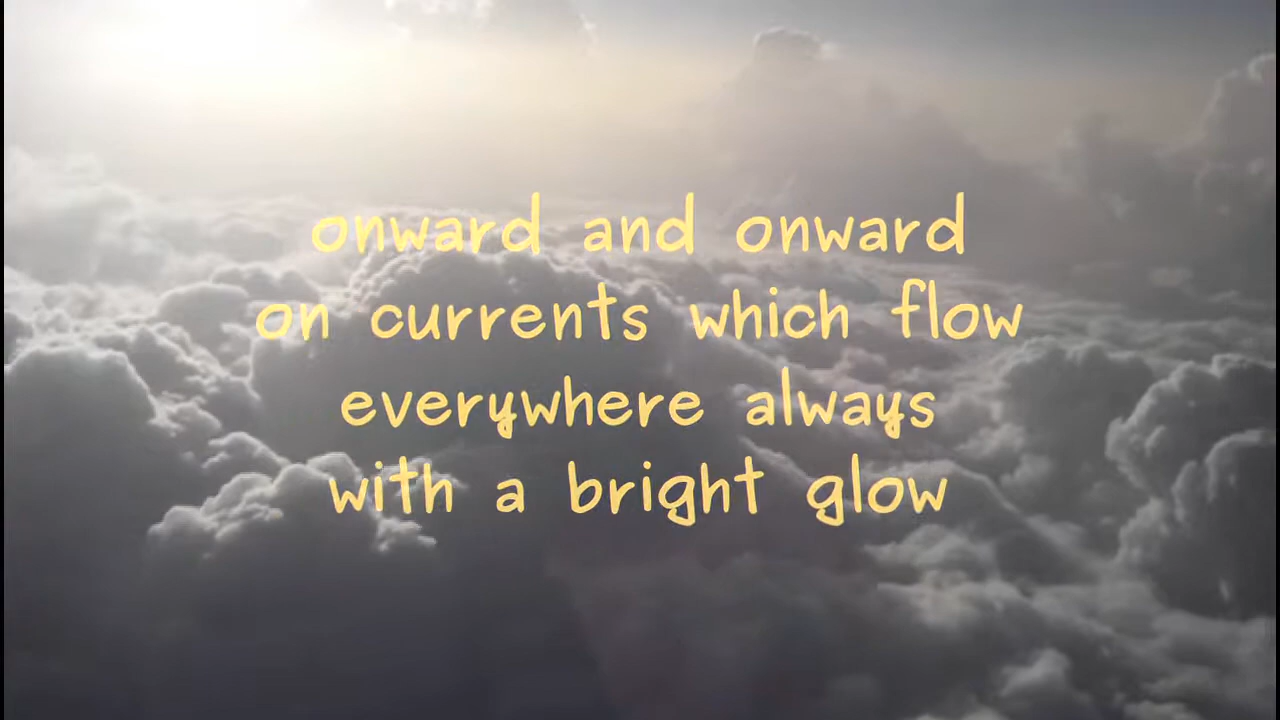 onward and onward
on currents which flow
everywhere always
with a bright glow